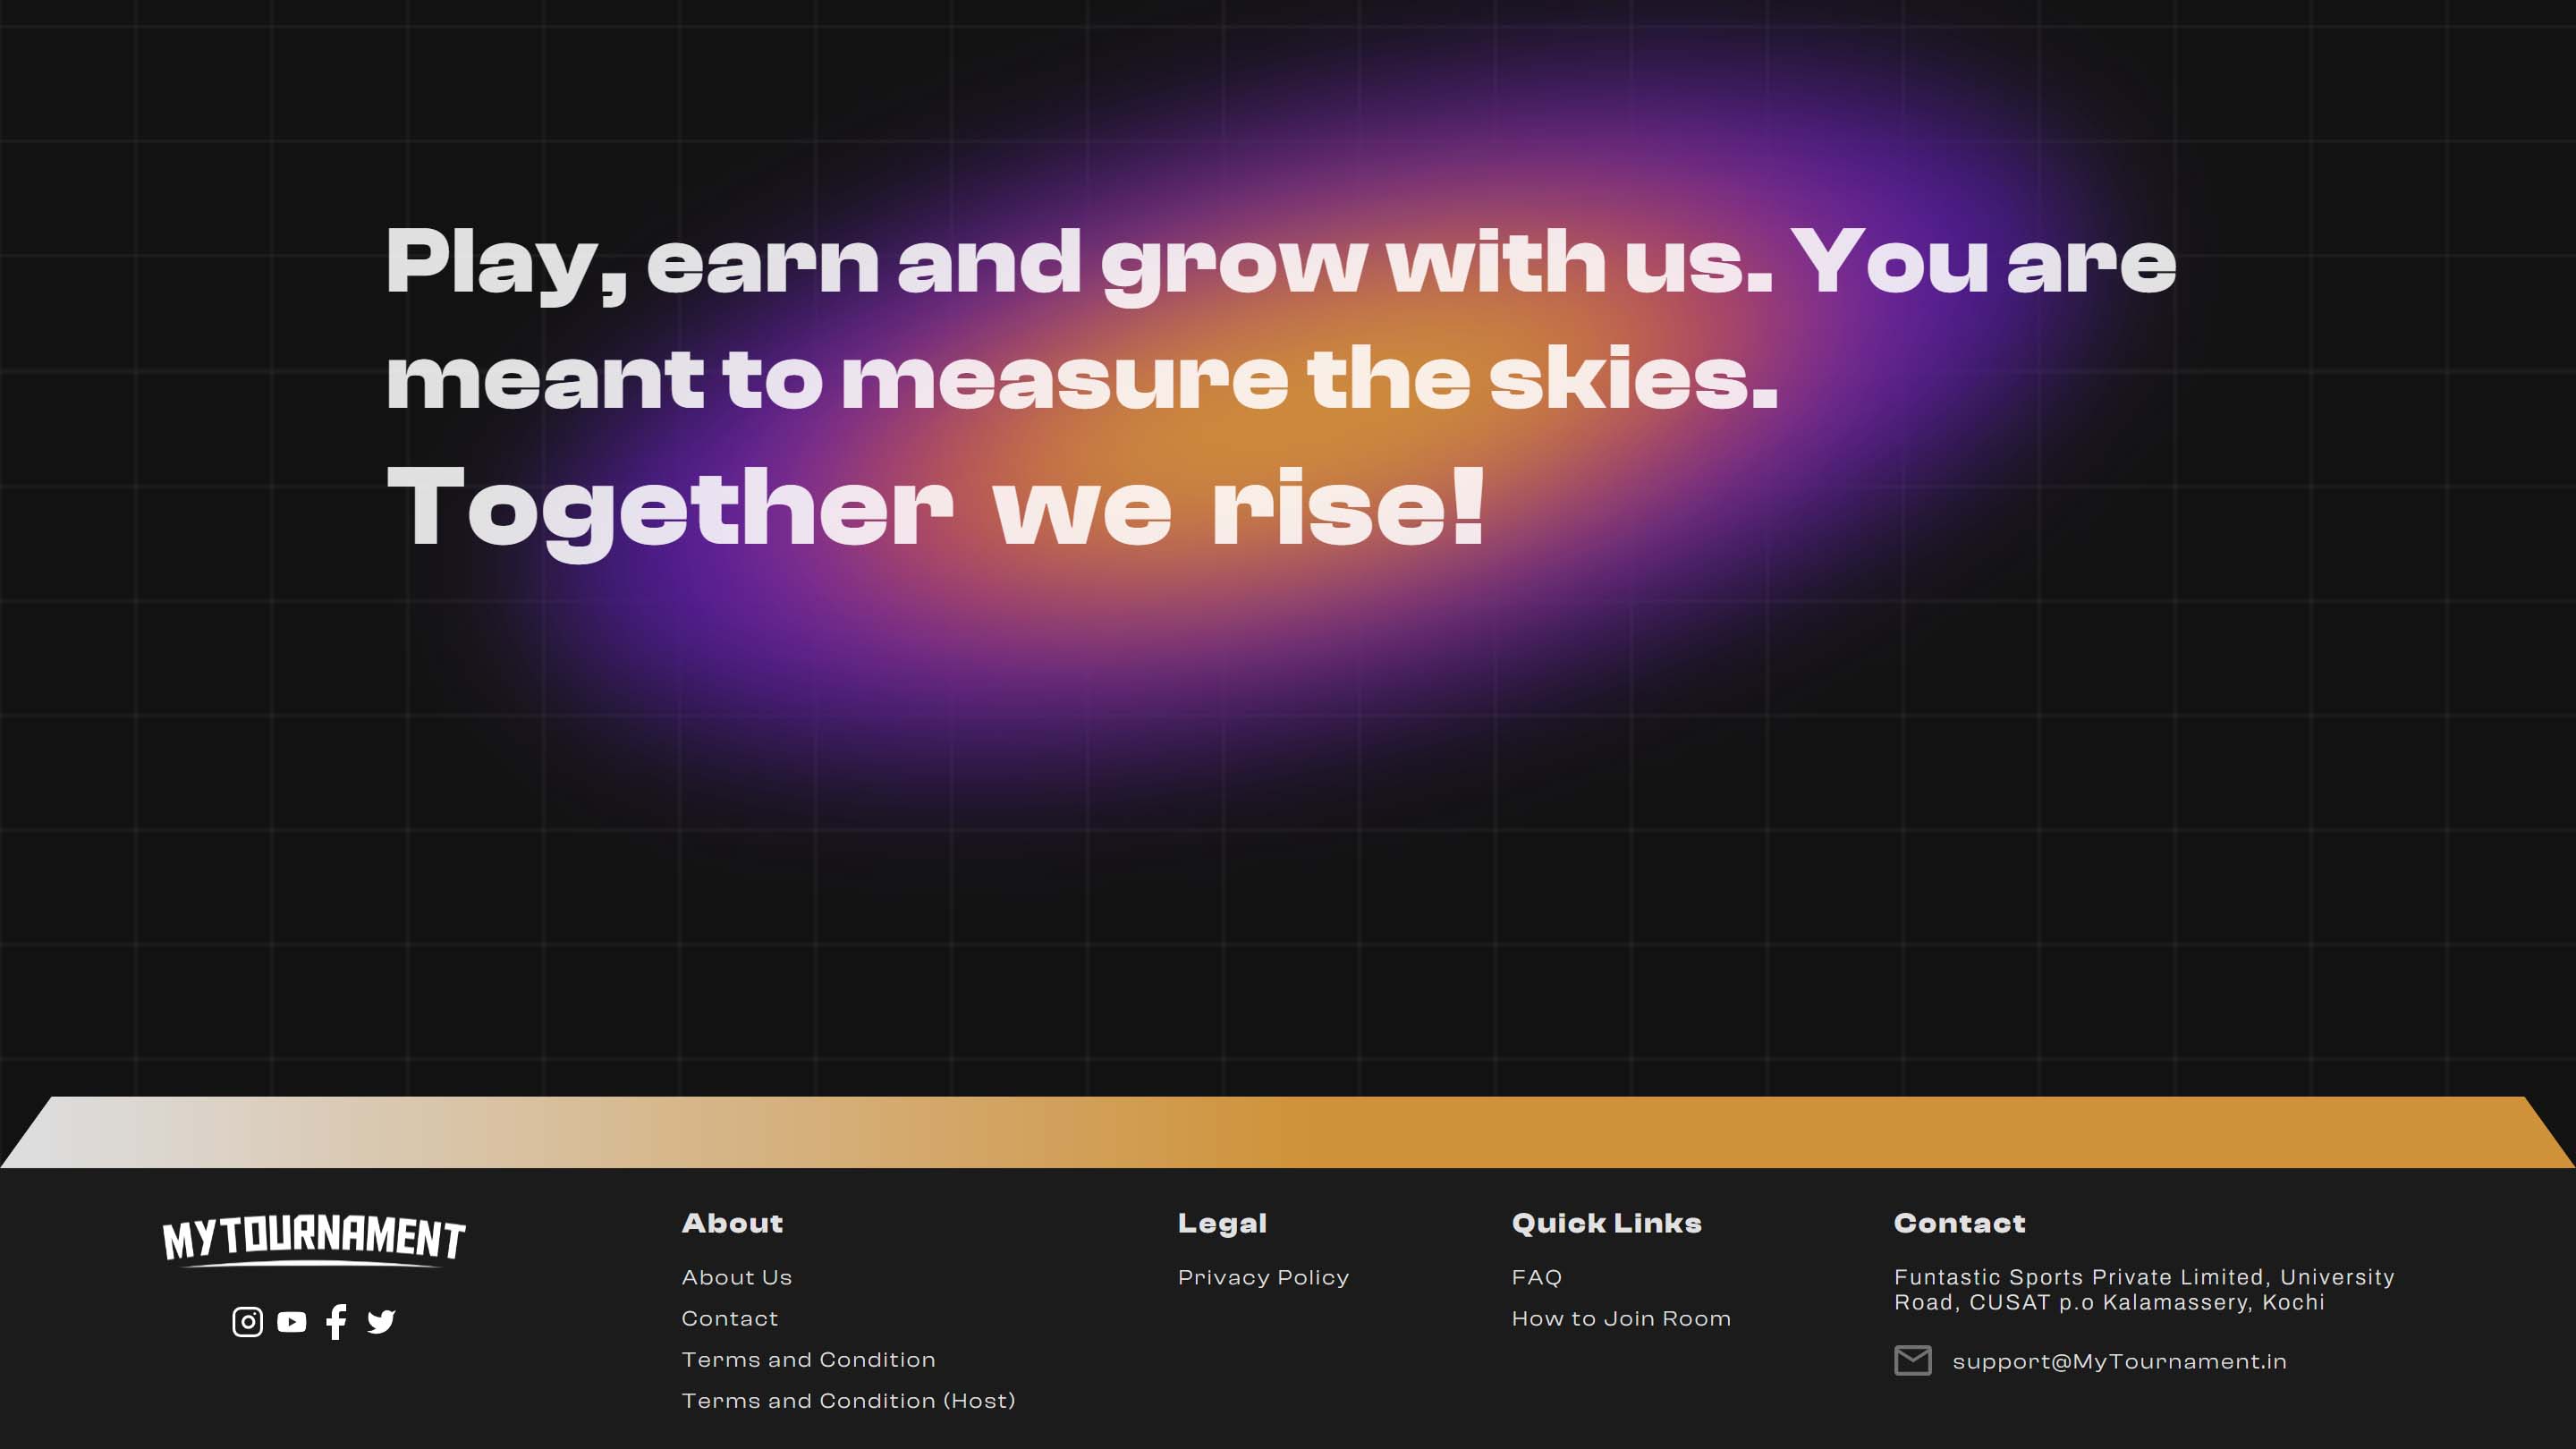 Play, earn and grow with us. You are
meant to measure the skies.
Together we rise!
MYTOURNAMENT
About
About Us
Contact
Terms and Condition
Terms and Condition (Host)
Legal
Privacy Policy
Quick Links
FAQ
How to Join Room
Contact
Funtastic Sports Private Limited, University
Road, CUSAT p.o Kalamassery, Kochi
support@MyTournament.in